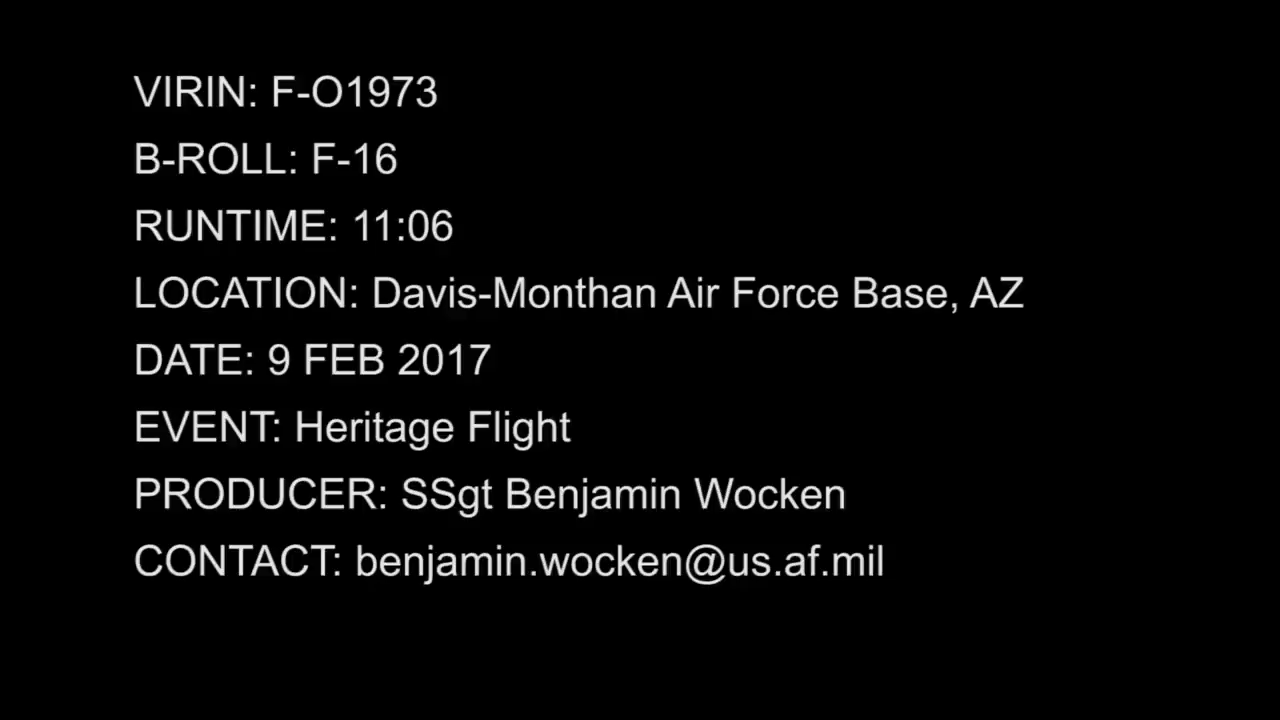 VIRIN: F-O1973
B-ROLL: F-16
RUNTIME: 11:06
LOCATION: Davis-Monthan Air Force Base, AZ
DATE: 9 FEB 2017
EVENT: Heritage Flight
PRODUCER: SSgt Benjamin Wocken
CONTACT: benjamin.wocken@us.af.mil